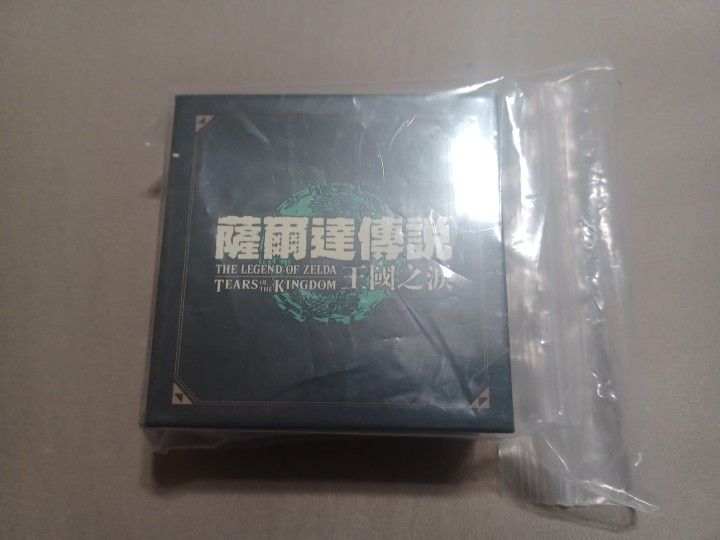 薩爾達傳說
THE LEGEND OF ZELDA
TEARS OF THE KINGDOM 王國之淚